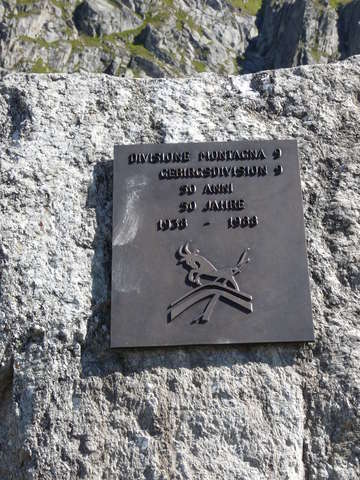 DIVISIONE MONTAGNA 9
GEBIRGSDIVISION 9
50 ANNI
50 JAHRE
1938 - 1988